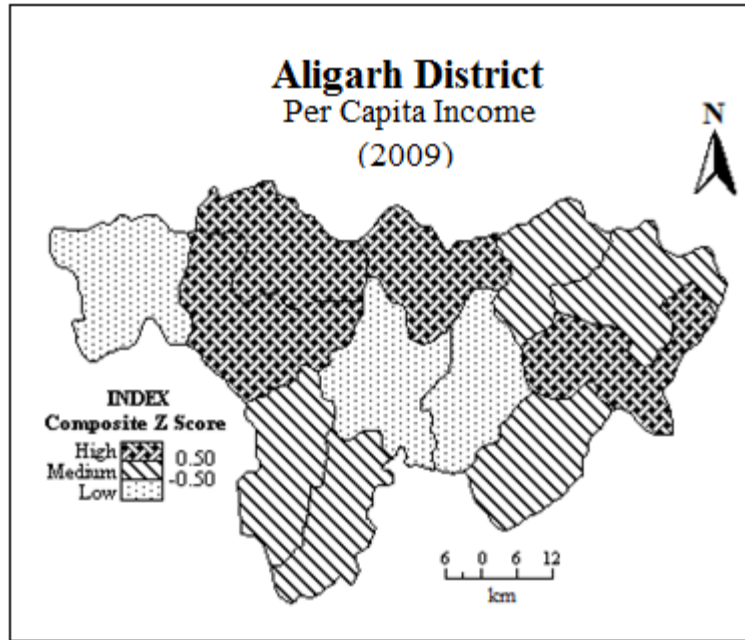 Aligarh District
Per Capita Income
(2009)
N
INDEX
Composite Z Score
High
0.50
Medium
-0.50
Low
6 0 6 12
km